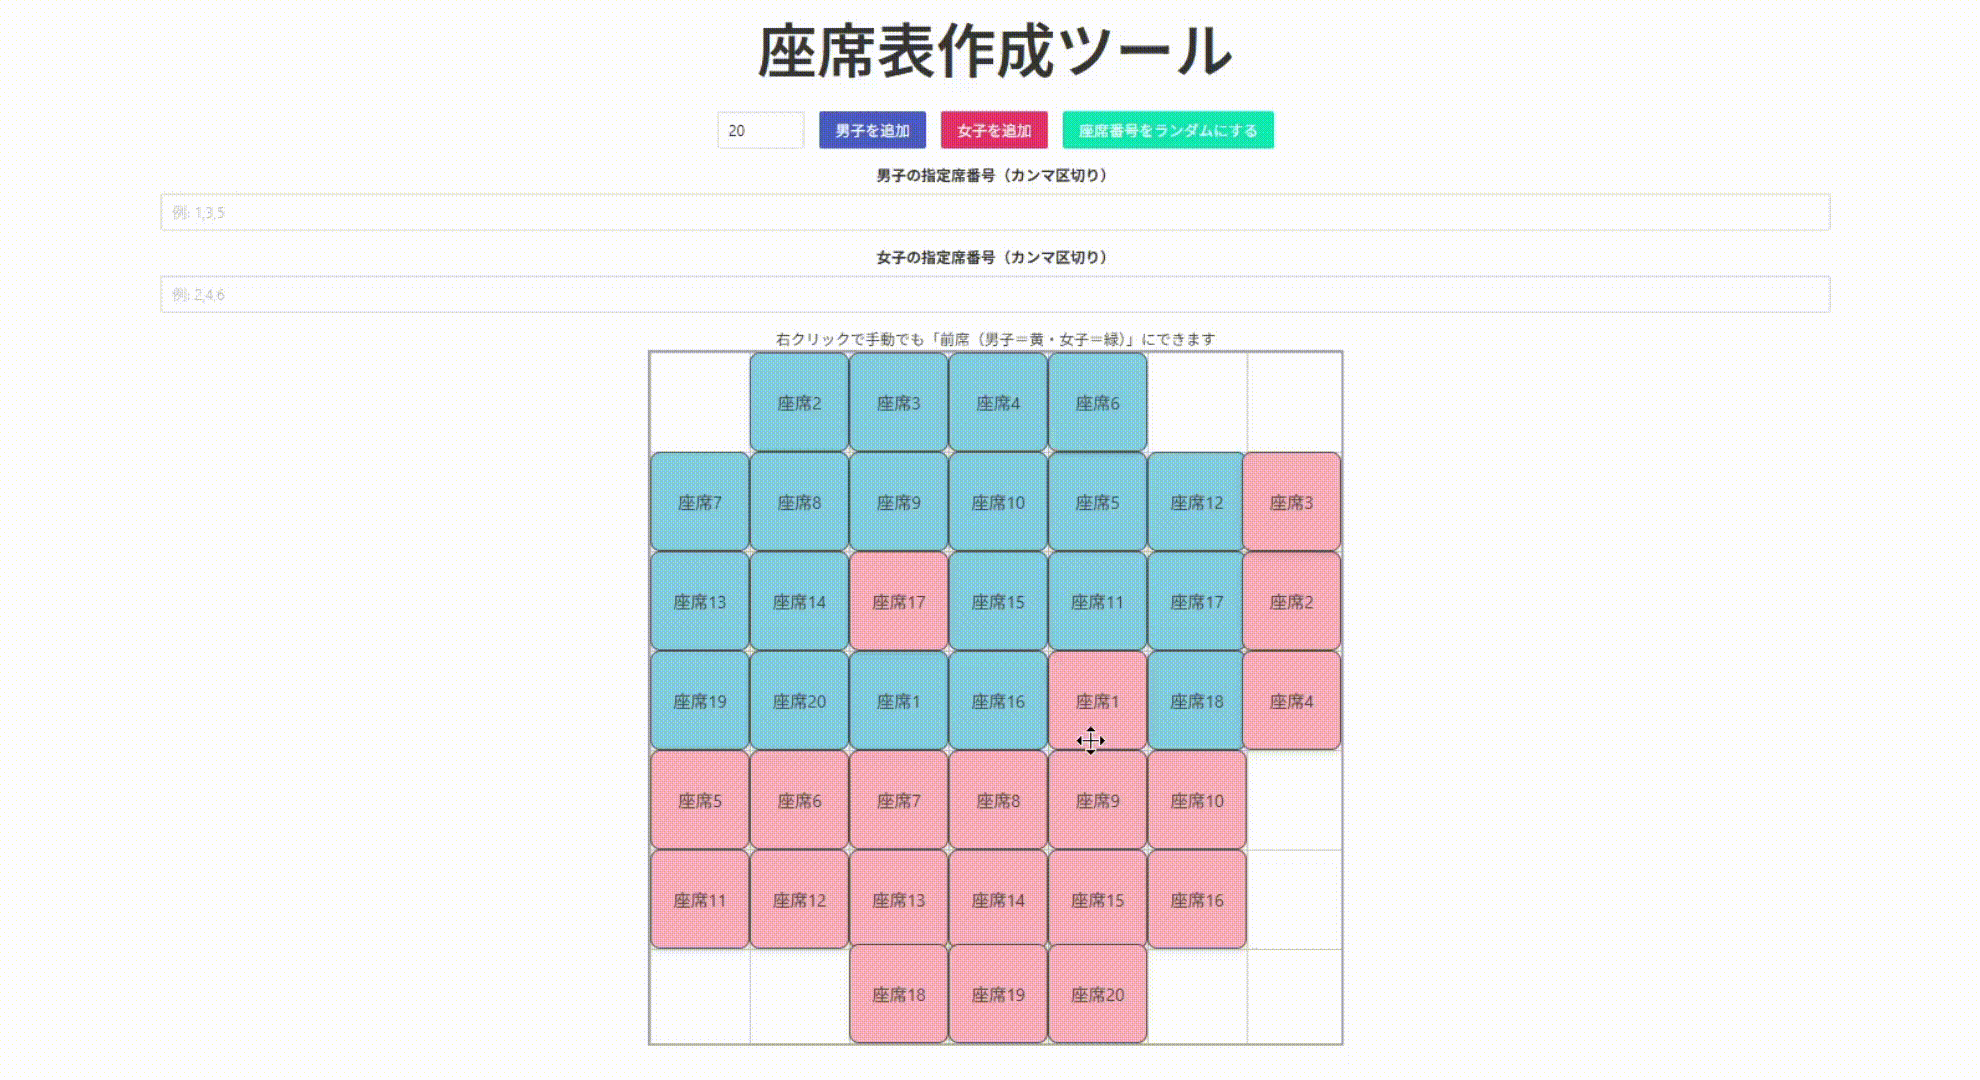 座席表作成ツール
20 男子を追加 女子を追加 座席番号をランダムにする
男子の指定席番号（カンマ区切り）
例: 1,3,5
女子の指定席番号（カンマ区切り）
例: 2,4,6
右クリックで手動でも「前席（男子＝黄・女子＝緑）」にできます
座席2 座席3 座席4 座席6
座席7 座席8 座席9 座席10 座席5 座席12 座席3
座席13 座席14 座席17 座席15 座席11 座席17 座席2
座席19 座席20 座席1 座席16 座席1 座席18 座席4
座席5 座席6 座席7 座席8 座席9 座席10
座席11 座席12 座席13 座席14 座席15 座席16
座席18 座席19 座席20